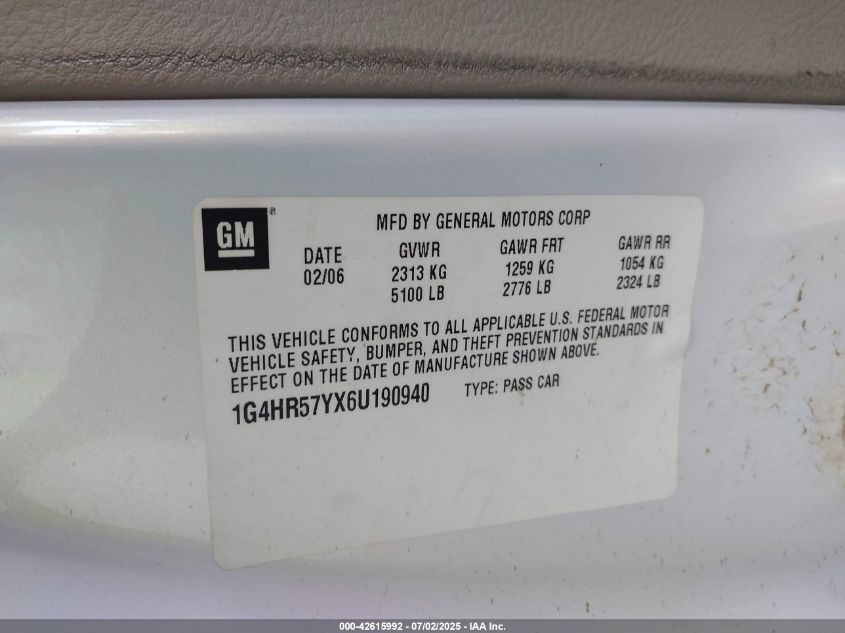 GM®
MFD BY GENERAL MOTORS CORP
DATE GVWR GAWR FRT GAWR RR
02/06 2313 KG 1259 KG 1054 KG
5100 LB 2776 LB 2324 LB
THIS VEHICLE CONFORMS TO ALL APPLICABLE U.S. FEDERAL MOTOR
VEHICLE SAFETY, BUMPER, AND THEFT PREVENTION STANDARDS IN
EFFECT ON THE DATE OF MANUFACTURE SHOWN ABOVE.
1G4HR57YX6U190940 TYPE: PASS CAR
000-42615992 - 07/02/2025 - IAA Inc.